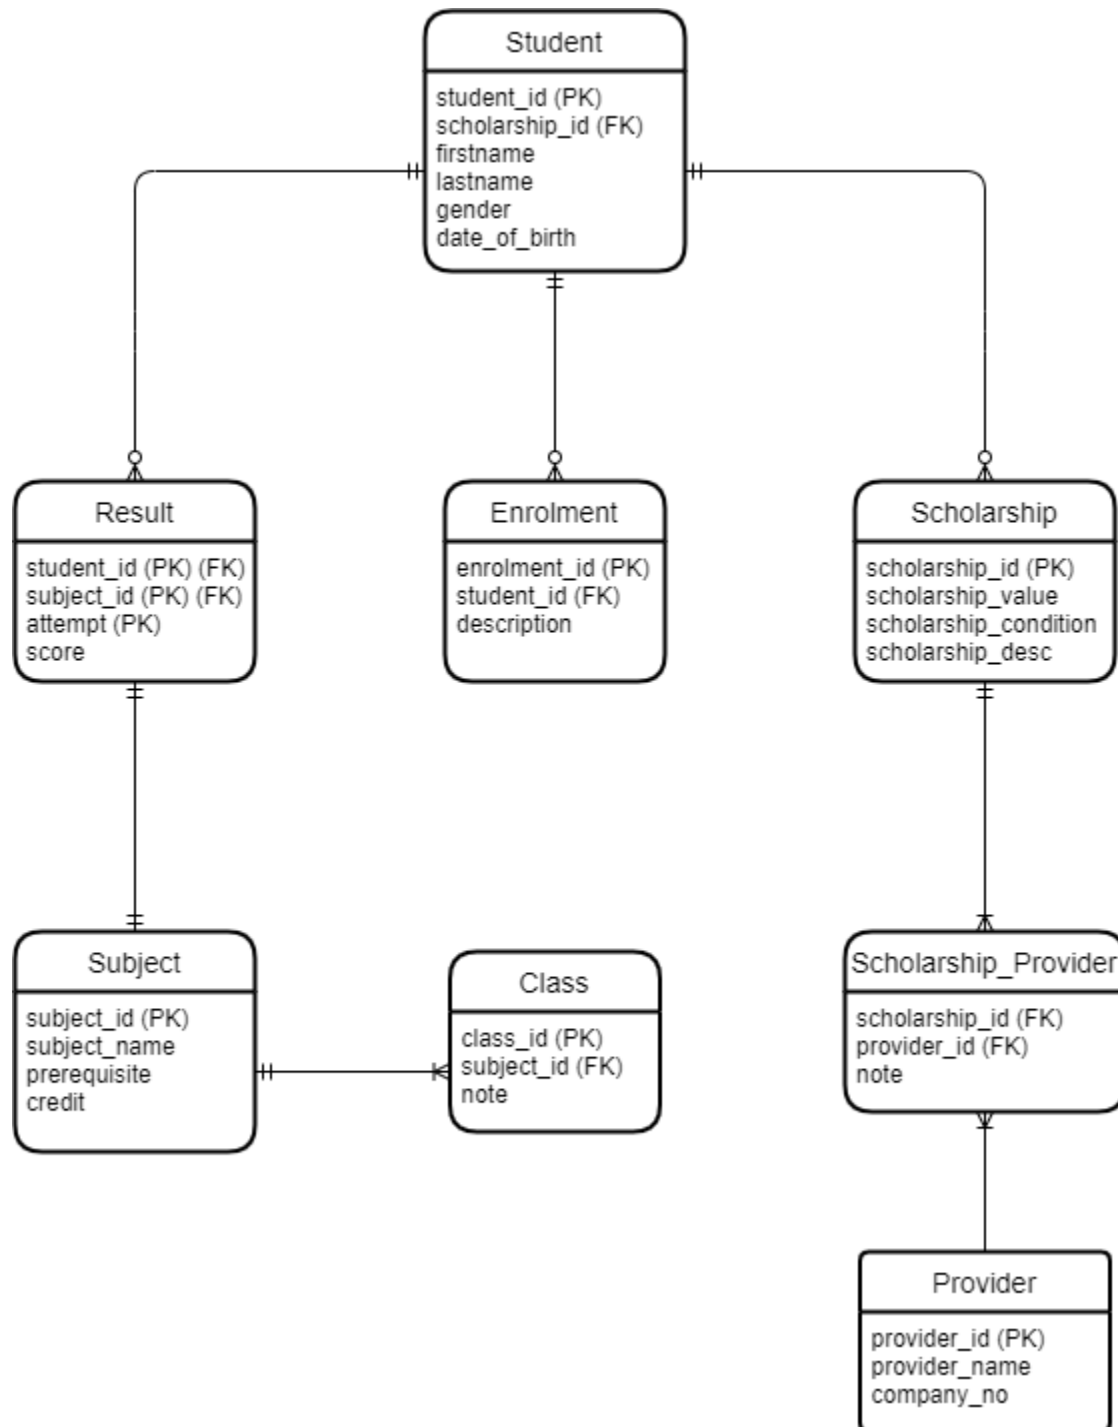 Student
student_id (PK)
scholarship_id (FK)
firstname
lastname
gender
date_of_birth
Result
student_id (PK) (FK)
subject_id (PK) (FK)
attempt (PK)
score
Enrolment
enrolment_id (PK)
student_id (FK)
description
Scholarship
scholarship_id (PK)
scholarship_value
scholarship_condition
scholarship_desc
Subject
subject_id (PK)
subject_name
prerequisite
credit
Class
class_id (PK)
subject_id (FK)
note
Scholarship_Provider
scholarship_id (FK)
provider_id (FK)
note
Provider
provider_id (PK)
provider_name
company_no